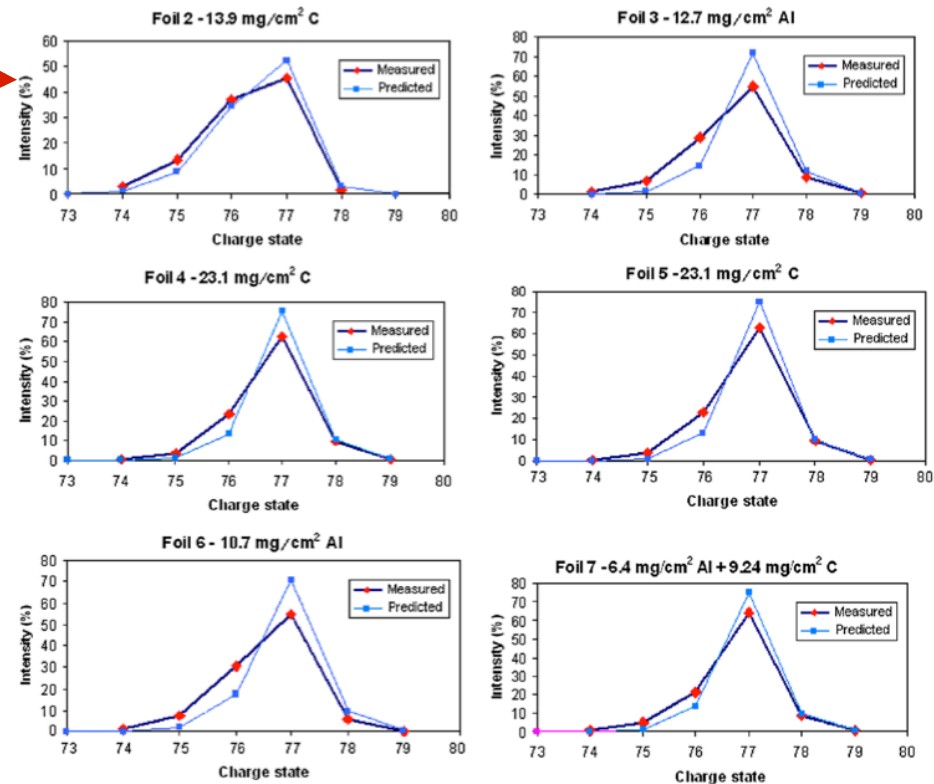 Foil 2 - 13.9 mg/cm² C
Intensity (%)
60
50
40
30
20
10
0
Measured
Predicted
73 74 75 76 77 78 79 80
Charge state
Foil 3 - 12.7 mg/cm² Al
Intensity (%)
80
70
60
50
40
30
20
10
0
Measured
Predicted
73 74 75 76 77 78 79 80
Charge state
Foil 4 - 23.1 mg/cm² C
Intensity (%)
80
70
60
50
40
30
20
10
0
Measured
Predicted
73 74 75 76 77 78 79 80
Charge state
Foil 5 - 23.1 mg/cm² C
Intensity (%)
80
70
60
50
40
30
20
10
0
Measured
Predicted
73 74 75 76 77 78 79 80
Charge state
Foil 6 - 10.7 mg/cm² Al
Intensity (%)
80
70
60
50
40
30
20
10
0
Measured
Predicted
73 74 75 76 77 78 79 80
Charge state
Foil 7 - 6.4 mg/cm² Al + 9.24 mg/cm² C
Intensity (%)
80
70
60
50
40
30
20
10
0
Measured
Predicted
73 74 75 76 77 78 79 80
Charge state